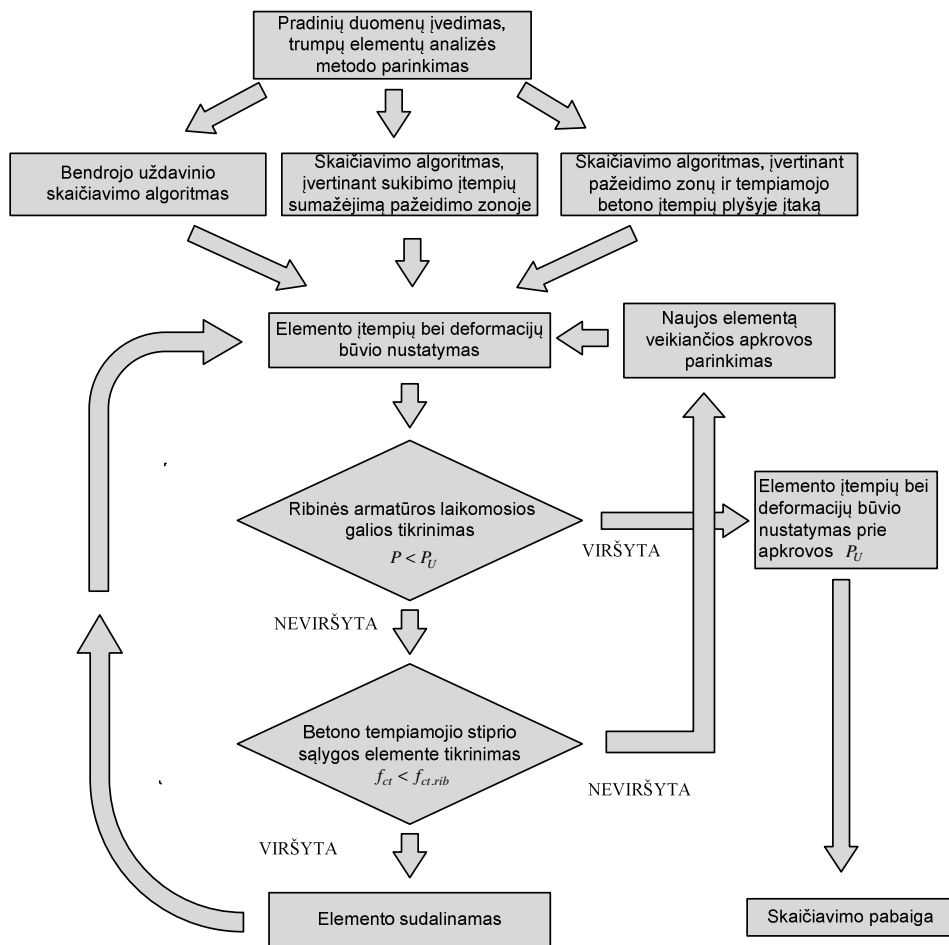 Pradinių duomenų įvedimas,
trumpų elementų analizės
metodo parinkimas
Bendrojo uždavinio
skaičiavimo algoritmas
Skaičiavimo algoritmas,
įvertinant sukibimo įtempių
sumažėjimą pažeidimo zonoje
Skaičiavimo algoritmas, įvertinant
pažeidimo zonų ir tempiamojo
betono įtempių plyšyje įtaką
Elemento įtempių bei deformacijų
būvio nustatymas
Naujos elementą
veikiančios apkrovos
parinkimas
Ribinės armatūros laikomosios
galios tikrinimas
P < P_U
VIRŠYTA
Elemento įtempių bei
deformacijų būvio
nustatymas prie
apkrovos P_U
NEVIRŠYTA
Betono tempiamojo stiprio
sąlygos elemente tikrinimas
f_ct < f_ct.rib
NEVIRŠYTA
VIRŠYTA
Elemento sudalinamas
Skaičiavimo pabaiga